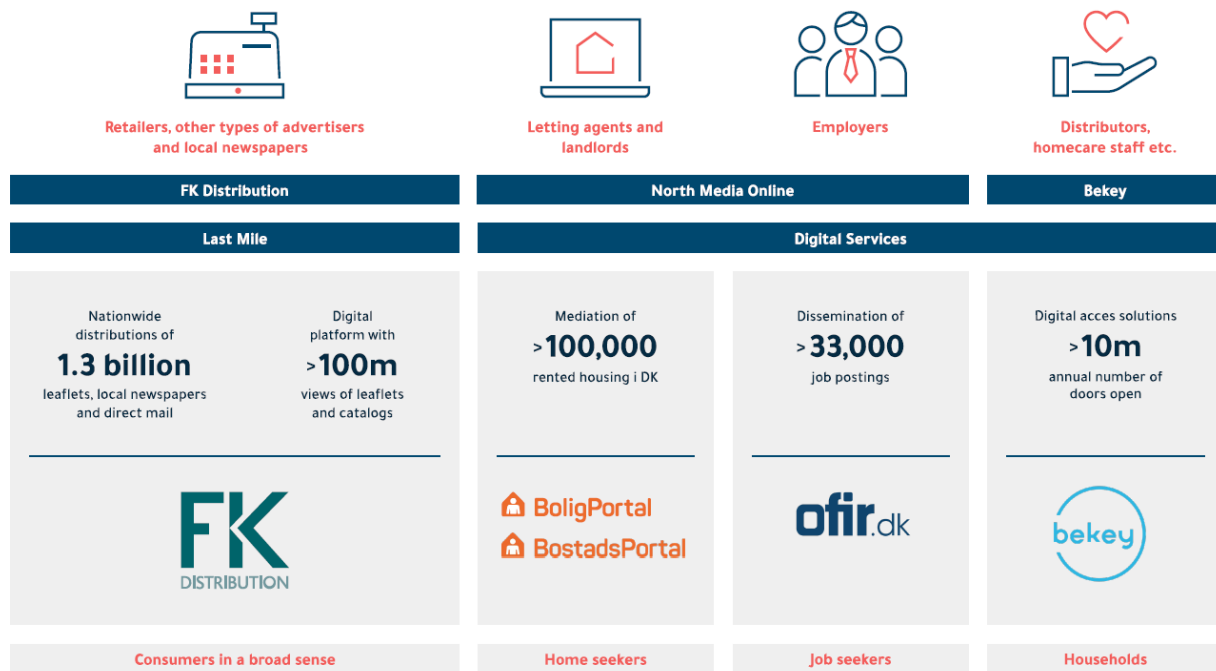 Retailers, other types of advertisers
and local newspapers
Letting agents and
landlords
Employers
Distributors,
homecare staff etc.
FK Distribution
North Media Online
Bekey
Last Mile
Digital Services
Nationwide
distributions of
1.3 billion
leaflets, local newspapers
and direct mail
Digital
platform with
>100m
views of leaflets
and catalogs
Mediation of
>100,000
rented housing i DK
Dissemination of
>33,000
job postings
Digital acces solutions
>10m
annual number of
doors open
FK
DISTRIBUTION
BoligPortal
BostadsPortal
ofir.dk
bekey
Consumers in a broad sense
Home seekers
Job seekers
Households